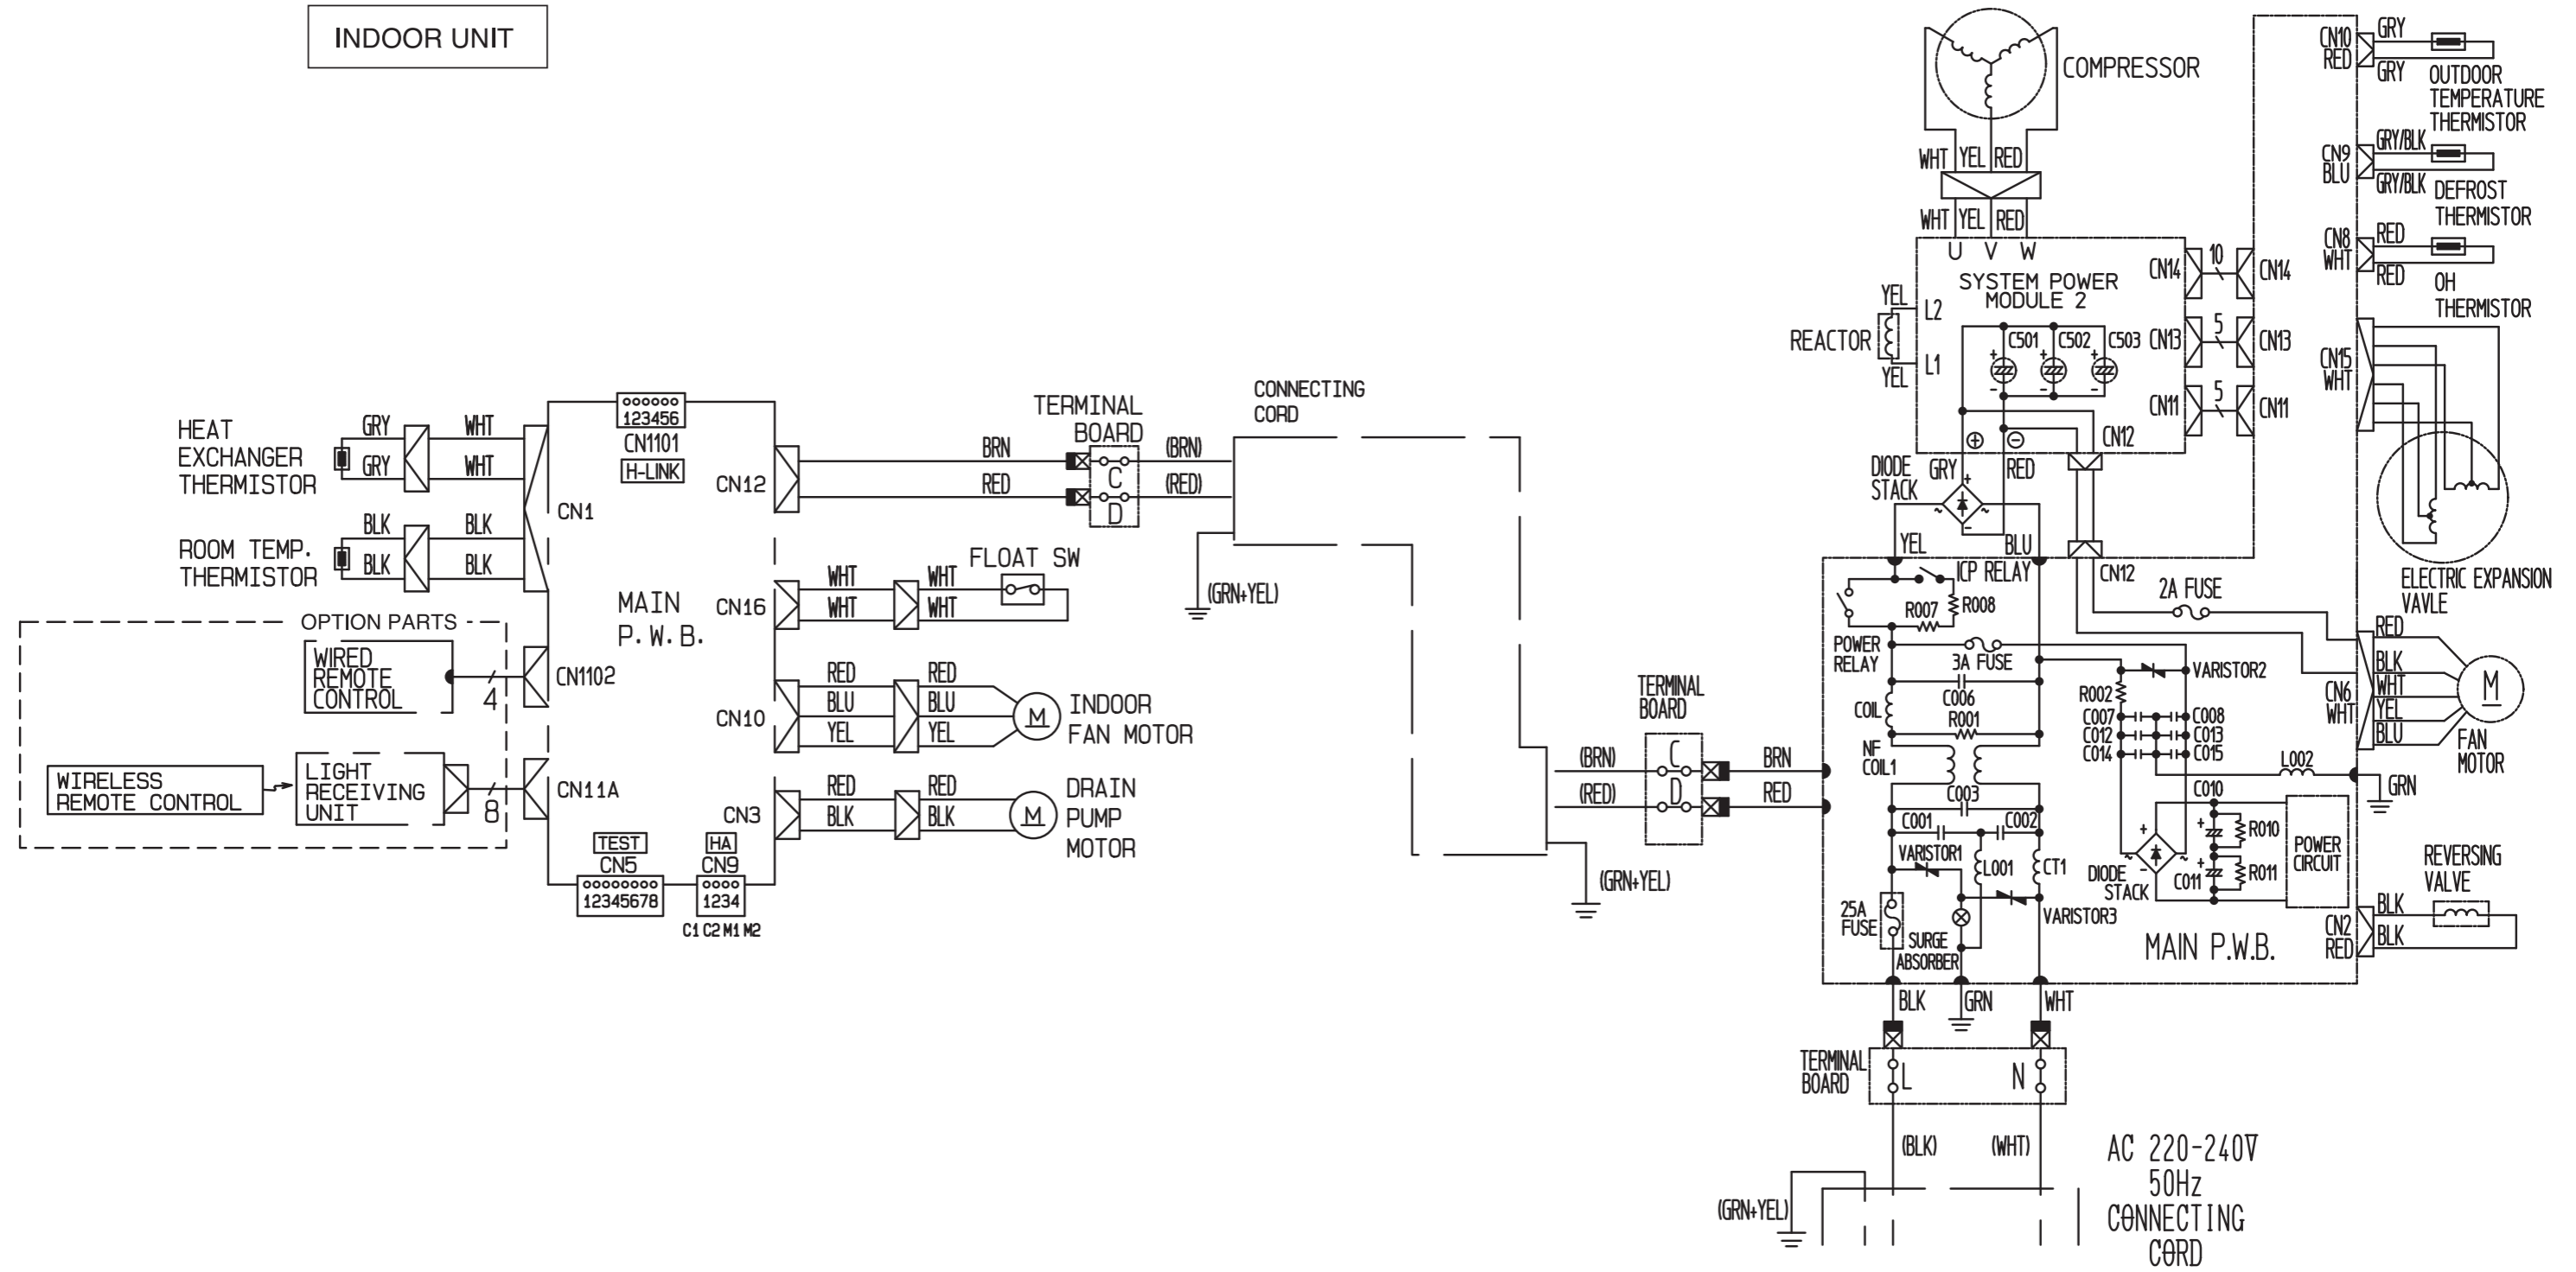 INDOOR UNIT
HEAT
EXCHANGER
THERMISTOR
GRY
GRY
WHT
WHT
ROOM TEMP.
THERMISTOR
BLK
BLK
BLK
BLK
CN1
123456
CN1101
H-LINK
CN12
MAIN
P.W.B.
OPTION PARTS
WIRED
REMOTE
CONTROL
4
CN1102
WIRELESS
REMOTE CONTROL
LIGHT
RECEIVING
UNIT
8
CN11A
TEST
CN5
12345678
HA
CN9
1234
C1 C2 M1 M2
BRN
RED
TERMINAL
BOARD
C
D
(BRN)
(RED)
CONNECTING
CORD
(GRN+YEL)
CN16
WHT
WHT
WHT
WHT
FLOAT SW
CN10
RED
BLU
YEL
RED
BLU
YEL
M
INDOOR
FAN MOTOR
CN3
RED
BLK
RED
BLK
M
DRAIN
PUMP
MOTOR
(GRN+YEL)
(BRN)
(RED)
TERMINAL
BOARD
C
D
BRN
RED
COMPRESSOR
WHT YEL RED
WHT YEL RED
U V W
SYSTEM POWER
MODULE 2
REACTOR
YEL
YEL
L2
L1
C501
C502
C503
+
-
+
-
+
-
CN14
10
CN14
CN13
5
CN13
CN11
5
CN11
CN12
+
-
DIODE
STACK
GRY
RED
+
~
~
-
YEL
BLU
CN12
ICP RELAY
R007
R008
POWER
RELAY
3A FUSE
2A FUSE
C006
COIL
R001
NF
COIL1
C003
C001
C002
VARISTOR1
L001
CT1
VARISTOR3
25A
FUSE
SURGE
ABSORBER
VARISTOR2
R002
C007
C008
C012
C013
C014
C015
L002
C010
+
R010
+
C011
R011
POWER
CIRCUIT
DIODE
STACK
+
~
~
-
MAIN P.W.B.
CN10
RED
GRY
GRY
OUTDOOR
TEMPERATURE
THERMISTOR
CN9
BLU
GRY/BLK
GRY/BLK
DEFROST
THERMISTOR
CN8
WHT
RED
RED
OH
THERMISTOR
CN15
WHT
ELECTRIC EXPANSION
VAVLE
CN6
WHT
RED
BLK
WHT
YEL
BLU
M
FAN
MOTOR
GRN
REVERSING
VALVE
CN2
RED
BLK
BLK
BLK
GRN
WHT
TERMINAL
BOARD
L
N
(BLK)
(WHT)
(GRN+YEL)
AC 220-240V
50Hz
CONNECTING
CORD